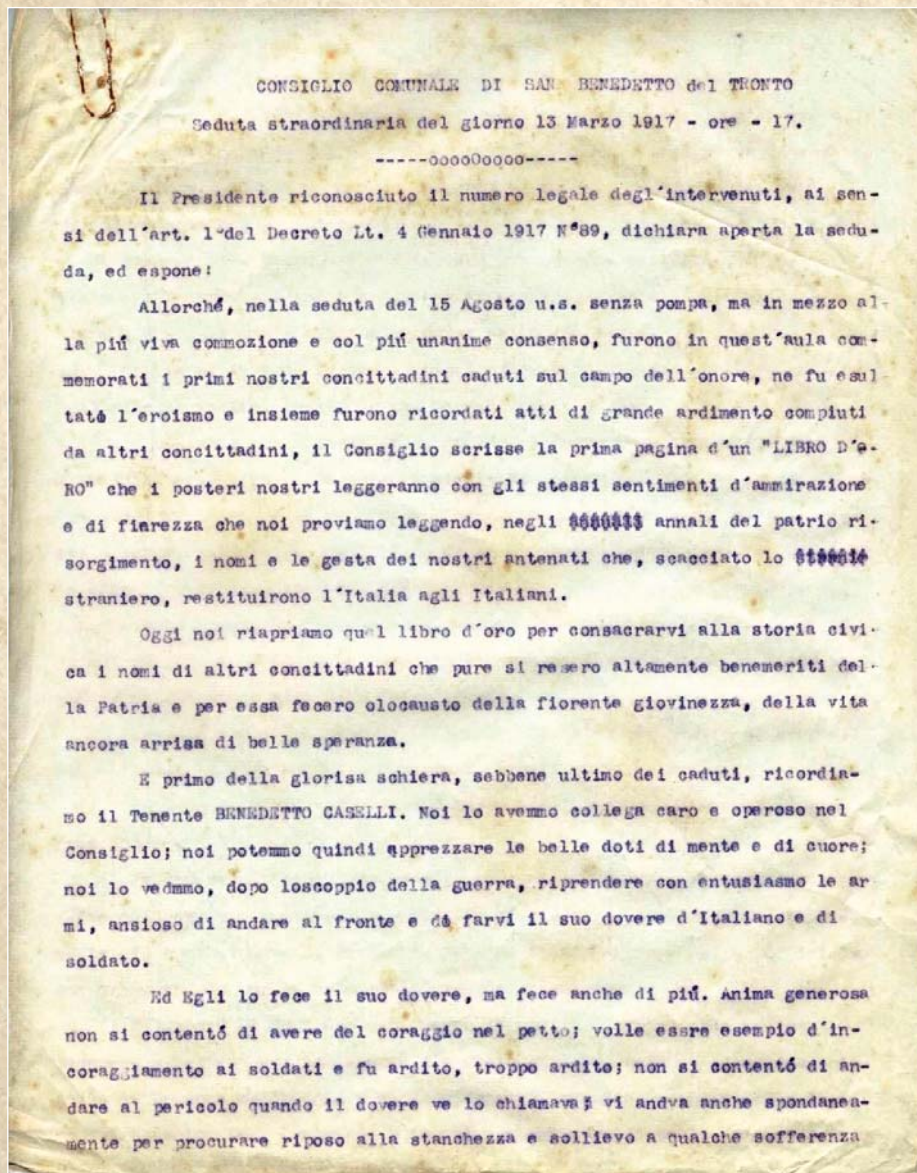 CONSIGLIO COMUNALE DI SAN BENEDETTO del TRONTO
Seduta straordinaria del giorno 13 Marzo 1917 - ore - 17.
-----ooooOoooo-----
Il Presidente riconosciuto il numero legale degl'intervenuti, ai sen-
si dell'art. 1° del Decreto Lt. 4 Gennaio 1917 N°89, dichiara aperta la sedu-
da, ed espone:
Allorché, nella seduta del 15 Agosto u.s. senza pompa, ma in mezzo al-
la piú viva commozione e col piú unanime consenso, furono in quest'aula com-
memorati i primi nostri concittadini caduti sul campo dell'onore, ne fu esul
tato l'eroismo e insieme furono ricordati atti di grande ardimento compiuti
da altri concittadini, il Consiglio scrisse la prima pagina d'un "LIBRO D'o-
RO" che i posteri nostri leggeranno con gli stessi sentimenti d'ammirazione
e di fierezza che noi proviamo leggendo, negli annali del patrio ri-
sorgimento, i nomi e le gesta dei nostri antenati che, scacciato lo
straniero, restituirono l'Italia agli Italiani.
Oggi noi riapriamo quel libro d'oro per consacrarvi alla storia civi-
ca i nomi di altri concittadini che pure si resero altamente benemeriti del-
la Patria e per essa fecero olocausto della fiorente giovinezza, della vita
ancora arrisa di belle speranza.
E primo della glorisa schiera, sebbene ultimo dei caduti, ricordia-
mo il Tenente BENEDETTO CASELLI. Noi lo avemmo collega caro e operoso nel
Consiglio; noi potemmo quindi apprezzare le belle doti di mente e di cuore;
noi lo vedmmo, dopo loscoppio della guerra, riprendere con entusiasmo le ar
mi, ansioso di andare al fronte e di farvi il suo dovere d'Italiano e di
soldato.
Ed Egli lo fece il suo dovere, ma fece anche di piú. Anima generosa
non si contentó di avere del coraggio nel petto; volle essre esempio d'in-
coraggiamento ai soldati e fu ardito, troppo ardito; non si contentó di an-
dare al pericolo quando il dovere ve lo chiamava; vi andva anche spondanea-
mente per procurare riposo alla stanchezza e sollievo a qualche sofferenza